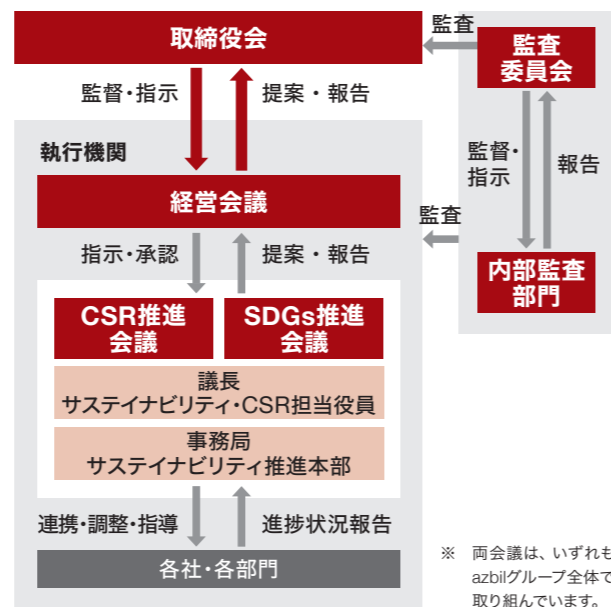 取締役会
監査
監査
委員会
監督・指示
提案・報告
監督・
指示
報告
執行機関
経営会議
監査
指示・承認
提案・報告
内部監査
部門
CSR推進
会議
SDGs推進
会議
議長
サステイナビリティ・CSR担当役員
事務局
サステイナビリティ推進本部
連携・調整・指導
進捗状況報告
各社・各部門
※ 両会議は、いずれも
azbilグループ全体で
取り組んでいます。